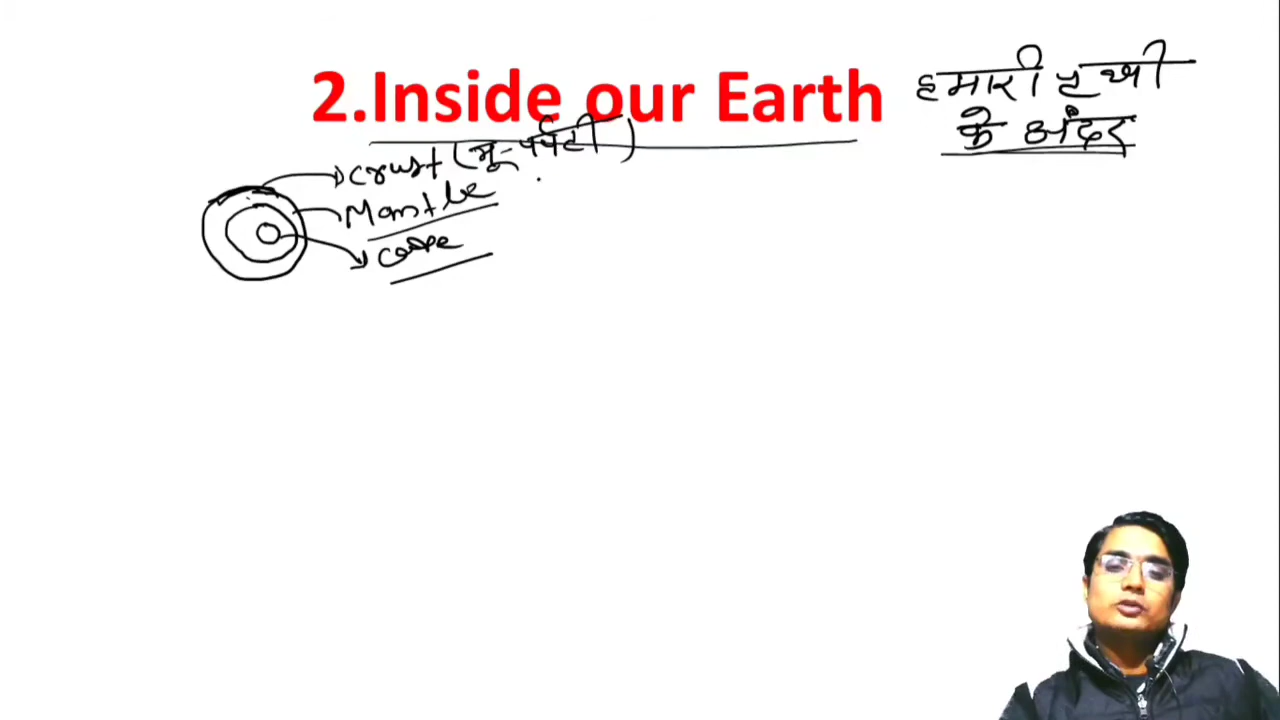 2.Inside our Earth
हमारी पृथ्वी
के अंदर
Crust (भू-पर्पटी)
Mantle
Core